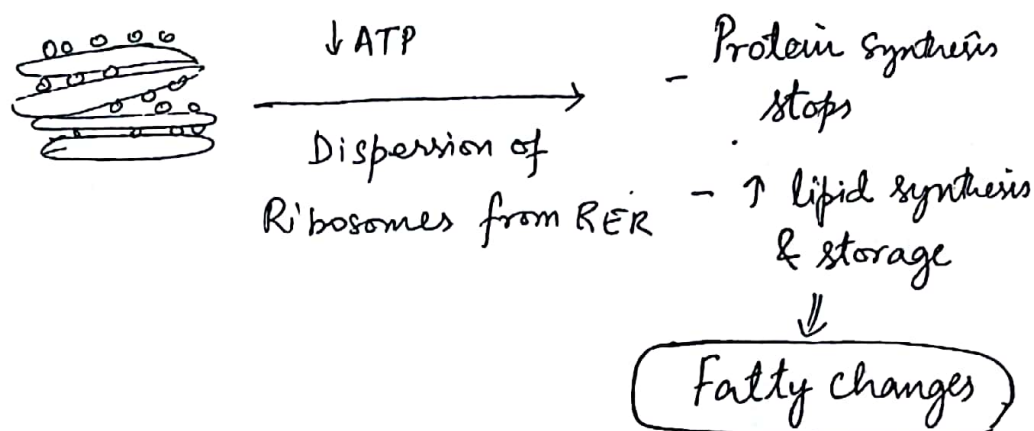 ↓ATP
Dispersion of
Ribosomes from RER
- Protein synthesis
stops
- ↑ lipid synthesis
& storage
⇓
Fatty changes